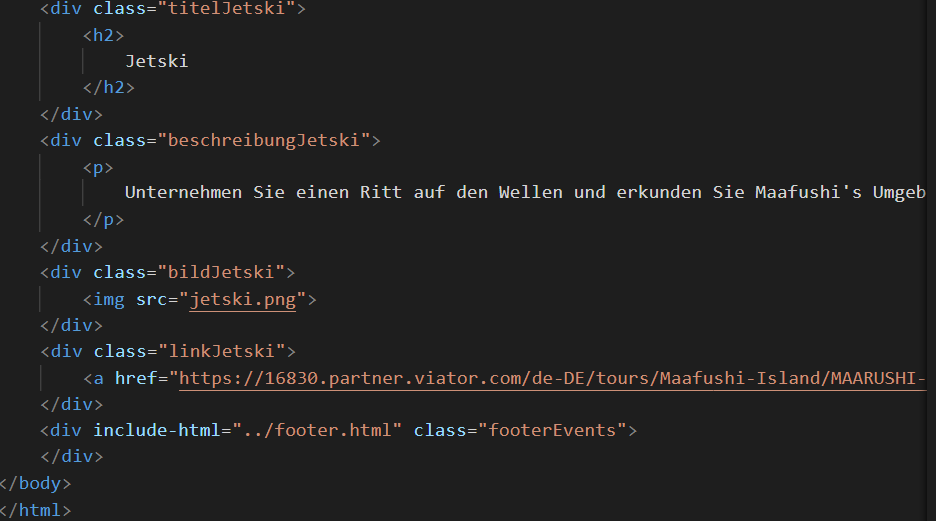 <div class="titelJetski">
<h2>
Jetski
</h2>
</div>
<div class="beschreibungJetski">
<p>
Unternehmen Sie einen Ritt auf den Wellen und erkunden Sie Maafushi's Umgeb
</p>
</div>
<div class="bildJetski">
<img src="jetski.png">
</div>
<div class="linkJetski">
<a href="https://16830.partner.viator.com/de-DE/tours/Maafushi-Island/MAARUSHI-
</div>
<div include-html="../footer.html" class="footerEvents">
</div>
</body>
</html>